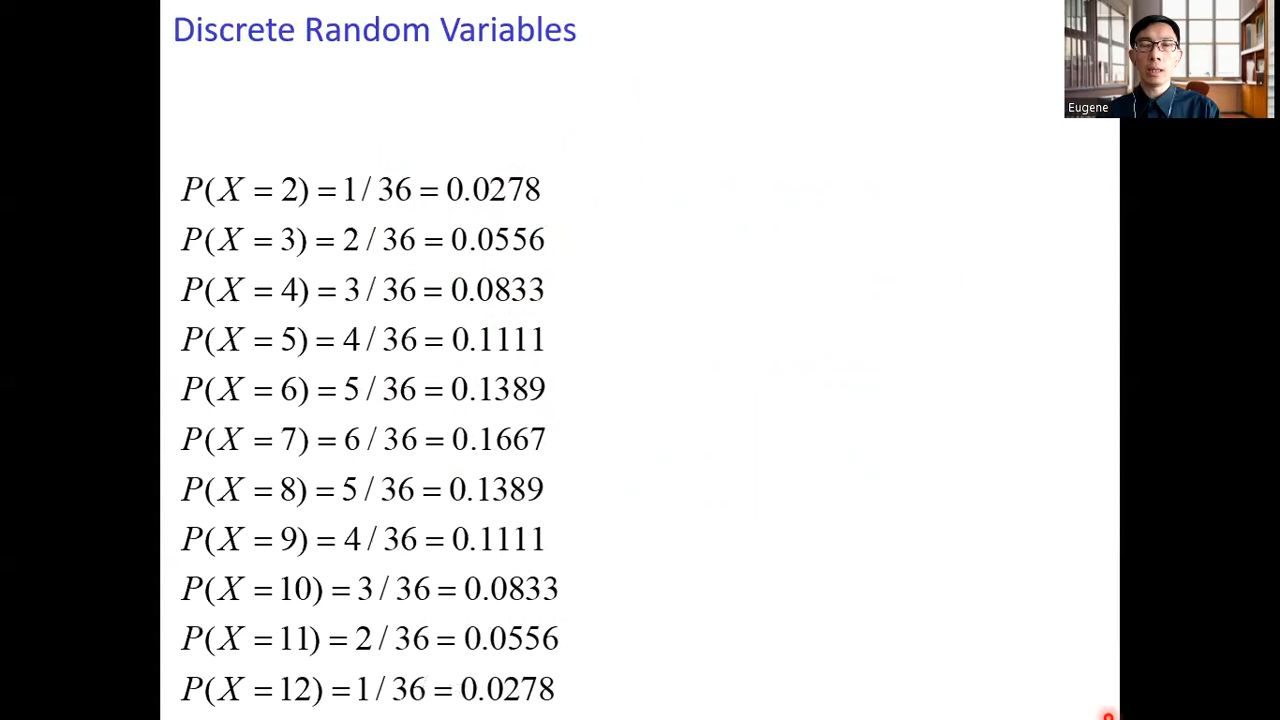 Discrete Random Variables
Eugene
P(X = 2) = 1 / 36 = 0.0278
P(X = 3) = 2 / 36 = 0.0556
P(X = 4) = 3 / 36 = 0.0833
P(X = 5) = 4 / 36 = 0.1111
P(X = 6) = 5 / 36 = 0.1389
P(X = 7) = 6 / 36 = 0.1667
P(X = 8) = 5 / 36 = 0.1389
P(X = 9) = 4 / 36 = 0.1111
P(X = 10) = 3 / 36 = 0.0833
P(X = 11) = 2 / 36 = 0.0556
P(X = 12) = 1 / 36 = 0.0278